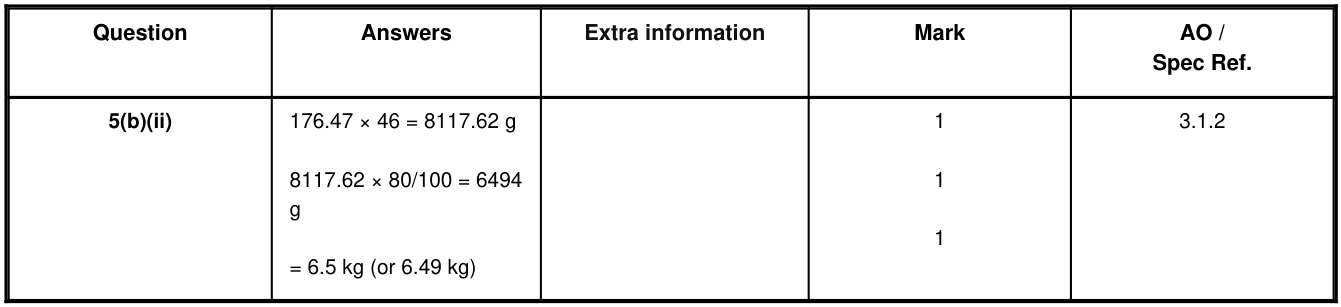 Question Answers Extra information Mark AO /
Spec Ref.
5(b)(ii) 176.47 × 46 = 8117.62 g 1 3.1.2
8117.62 × 80/100 = 6494 1
g
1
= 6.5 kg (or 6.49 kg)